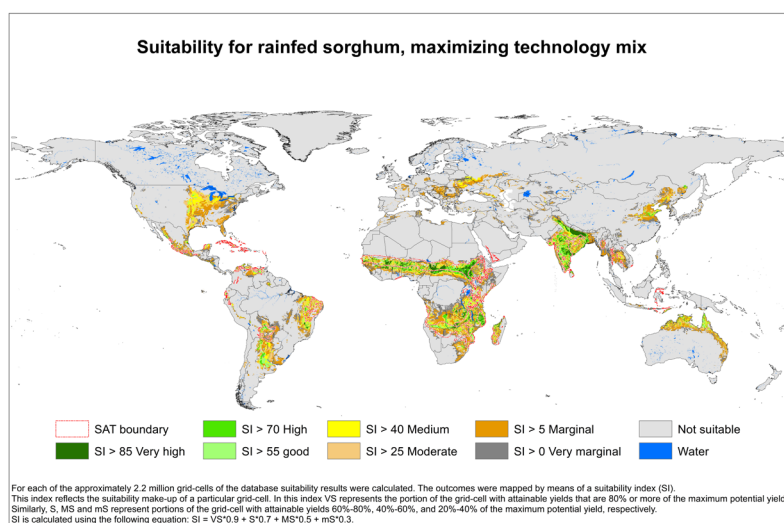 Suitability for rainfed sorghum, maximizing technology mix
SAT boundary
SI > 70 High
SI > 40 Medium
SI > 5 Marginal
Not suitable
SI > 85 Very high
SI > 55 good
SI > 25 Moderate
SI > 0 Very marginal
Water
For each of the approximately 2.2 million grid-cells of the database suitability results were calculated. The outcomes were mapped by means of a suitability index (SI).
This index reflects the suitability make-up of a particular grid-cell. In this index VS represents the portion of the grid-cell with attainable yields that are 80% or more of the maximum potential yield
Similarly, S, MS and mS represent portions of the grid-cell with attainable yields 60%-80%, 40%-60%, and 20%-40% of the maximum potential yield, respectively.
SI is calculated using the following equation: SI = VS*0.9 + S*0.7 + MS*0.5 + mS*0.3.